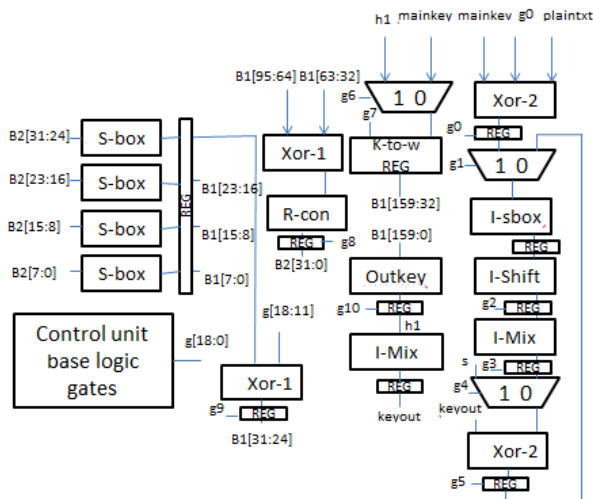 h1 mainkey mainkev g0 plaintxt
B1[95:64] B1[63:32]
g6 1 0 Xor-2
g7 g0 REG
B2[31:24] S-box
Xor-1 K-to-w REG g1 1 0
B2[23:16] S-box REG B1[23:16]
R-con B1[159:32] I-sbox
B2[15:8] S-box B1[15:8]
REG g8 B1[159:0] REG
B2[7:0] S-box B1[7:0]
B2[31:0] Outkey I-Shift
g[18:11] g10 REG g2 REG
h1
Control unit base logic gates g[18:0]
I-Mix I-Mix
s g3 REG
Xor-1 REG g4 1 0
g9 REG keyout keyout
B1[31:24] Xor-2
g5 REG